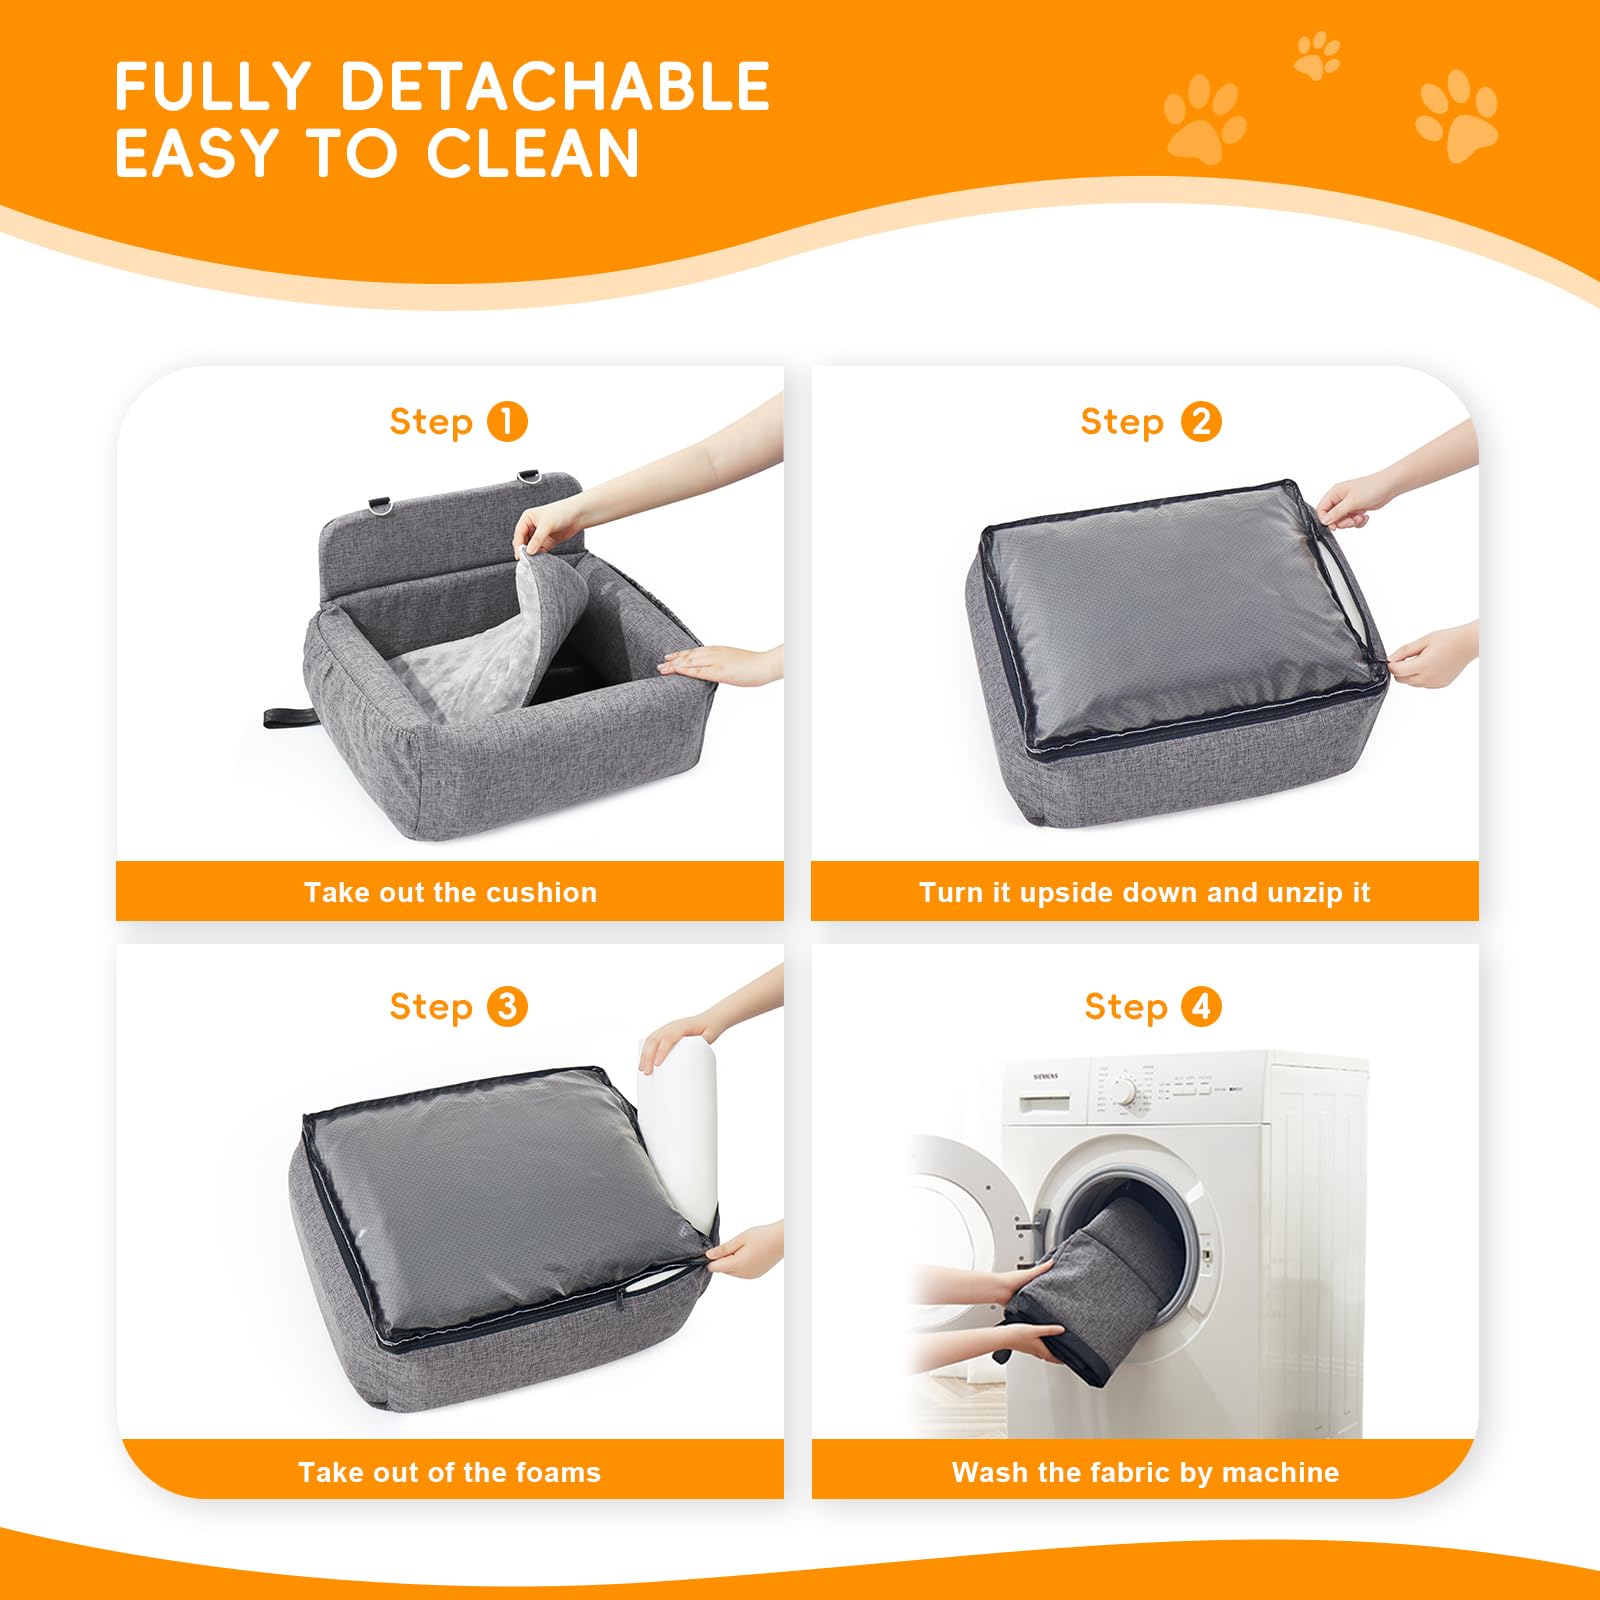 FULLY DETACHABLE
EASY TO CLEAN
Step 1
Take out the cushion
Step 2
Turn it upside down and unzip it
Step 3
Take out of the foams
Step 4
SIEMENS
Wash the fabric by machine